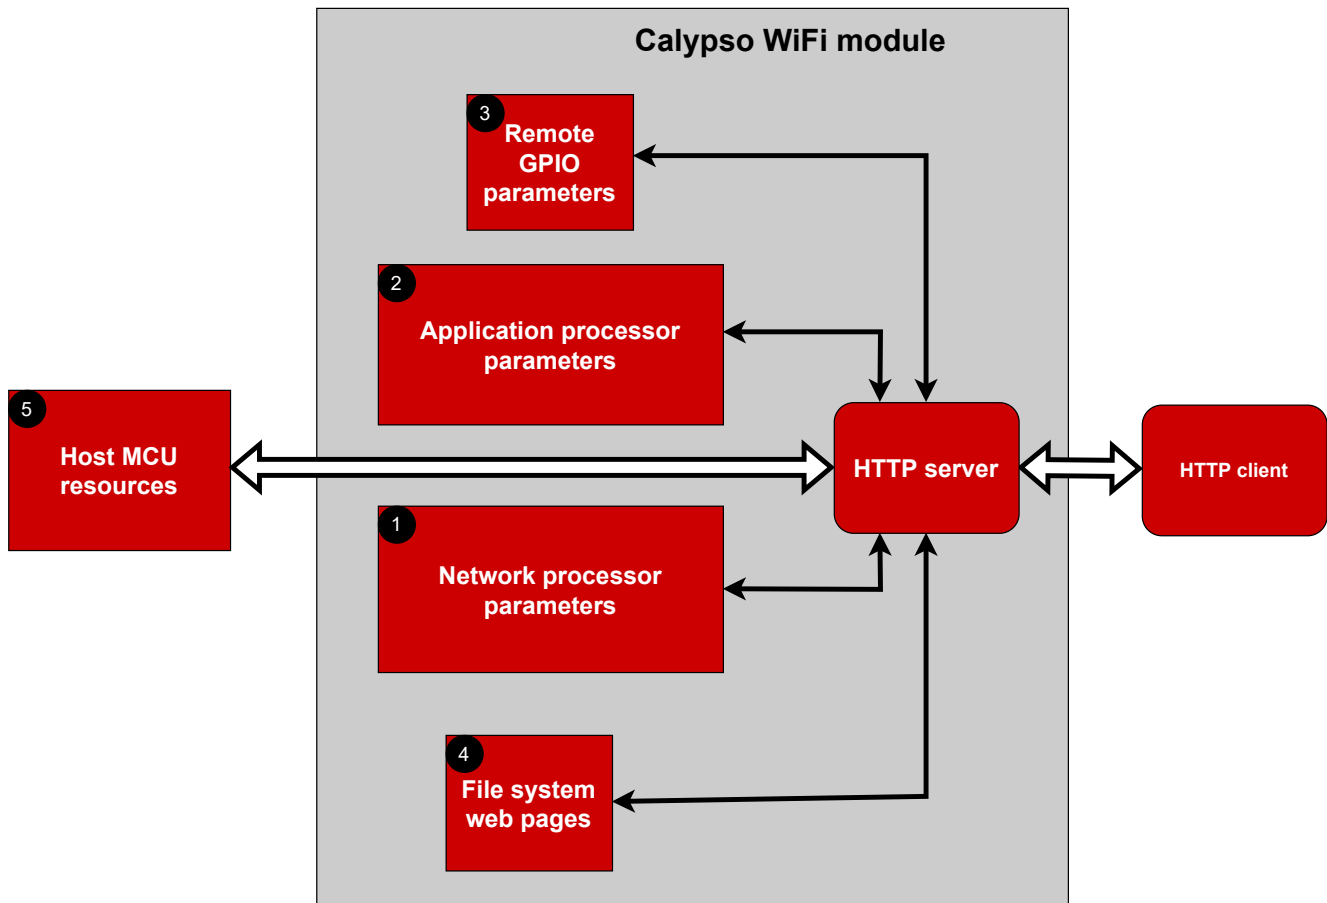 Calypso WiFi module
3
Remote
GPIO
parameters
2
Application processor
parameters
5
Host MCU
resources
HTTP server
HTTP client
1
Network processor
parameters
4
File system
web pages